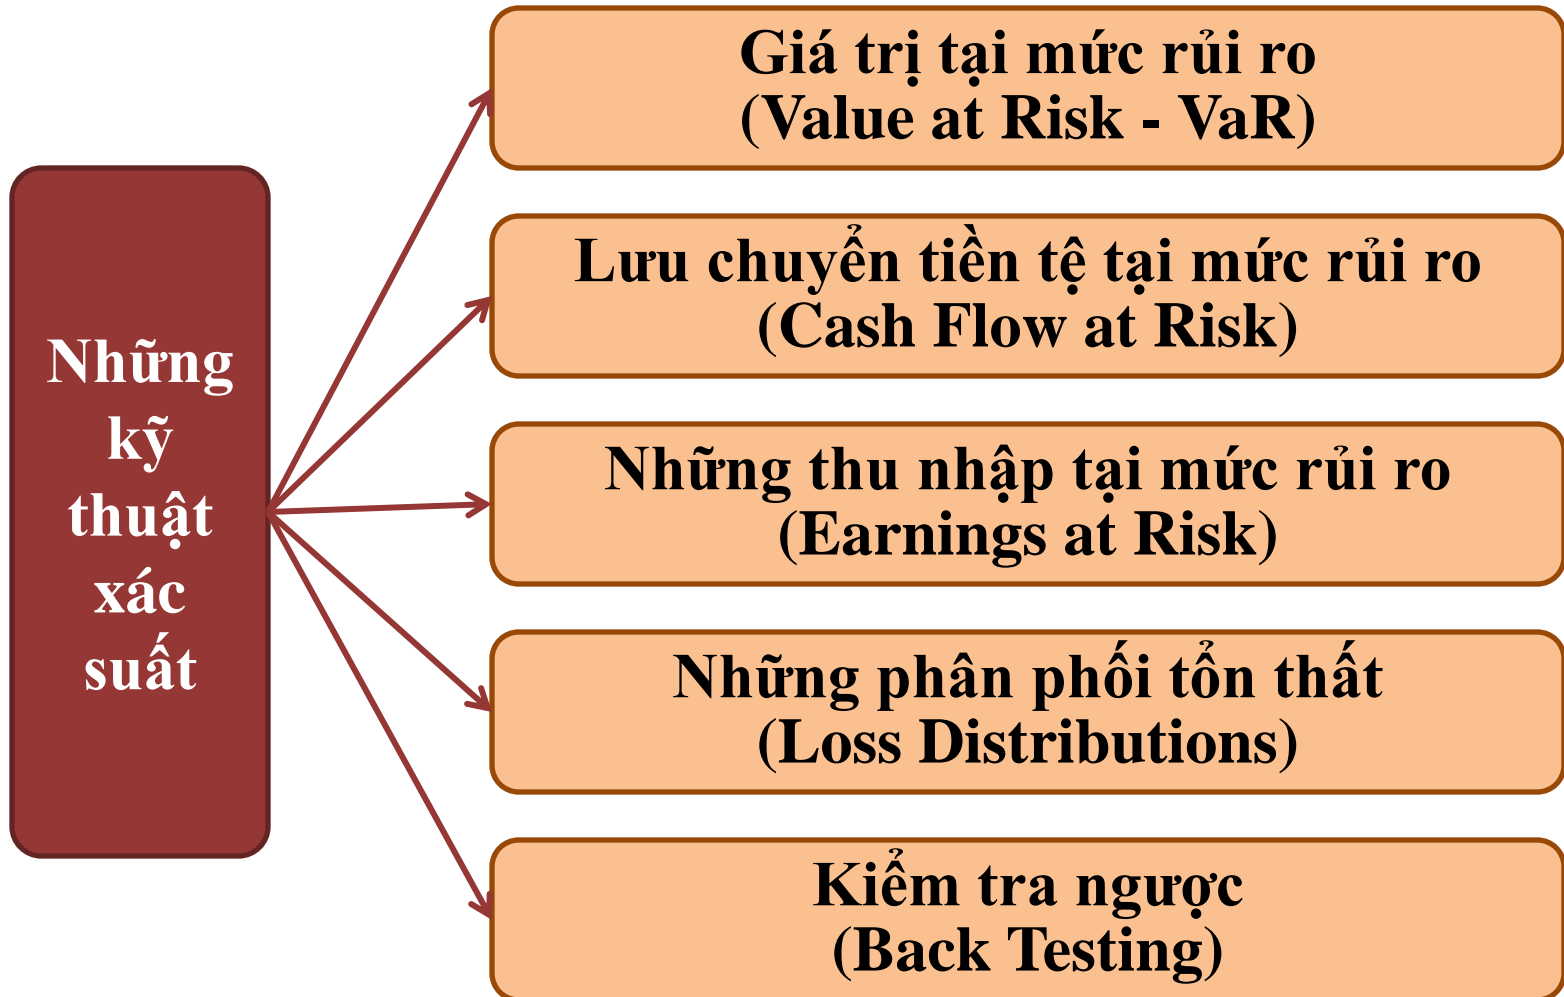 Những
kỹ
thuật
xác
suất
Giá trị tại mức rủi ro
(Value at Risk - VaR)
Lưu chuyển tiền tệ tại mức rủi ro
(Cash Flow at Risk)
Những thu nhập tại mức rủi ro
(Earnings at Risk)
Những phân phối tổn thất
(Loss Distributions)
Kiểm tra ngược
(Back Testing)